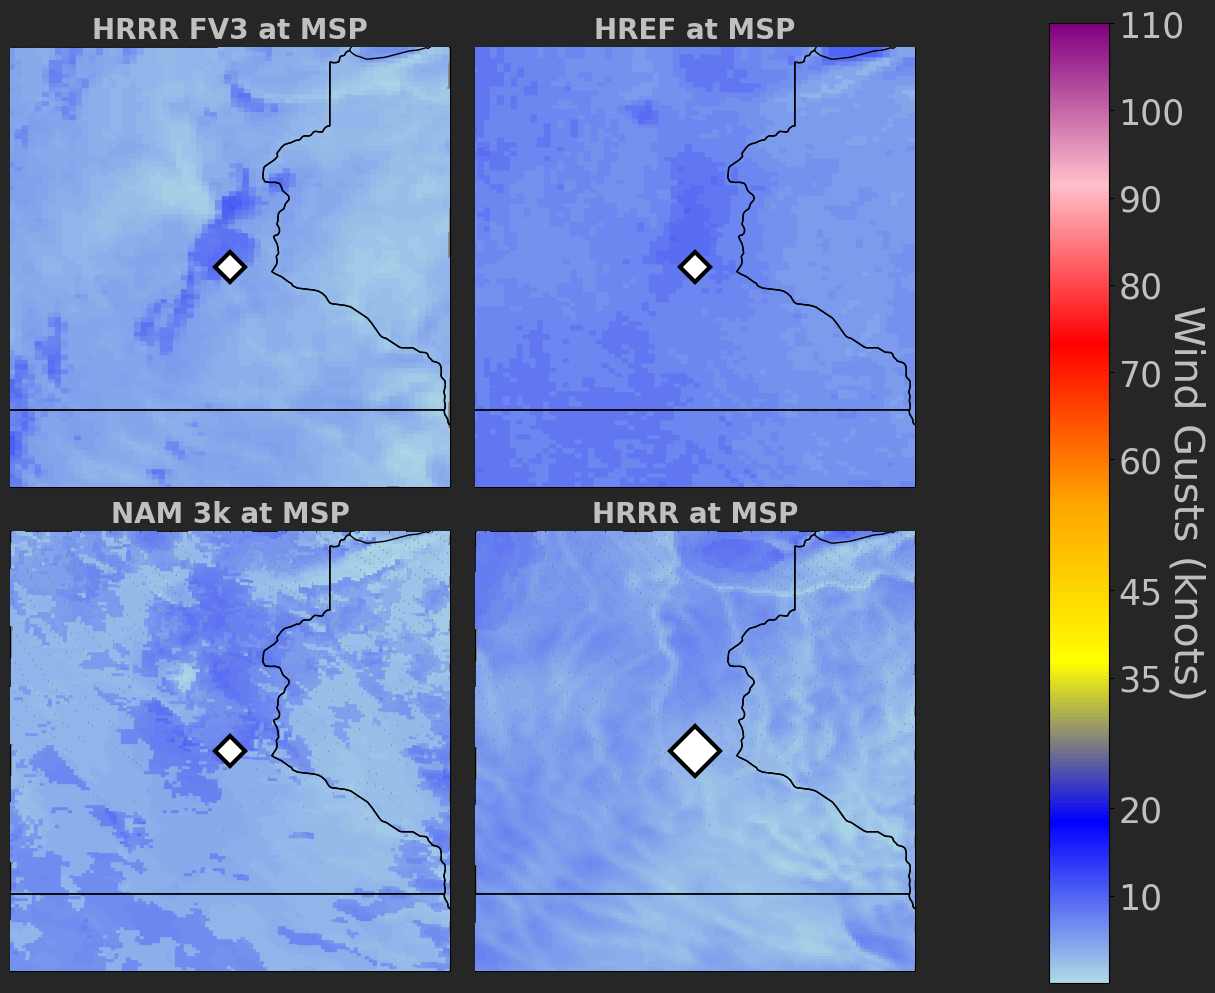 HRRR FV3 at MSP
HREF at MSP
NAM 3k at MSP
HRRR at MSP
110
100
90
80
70
60
45
35
20
10
Wind Gusts (knots)